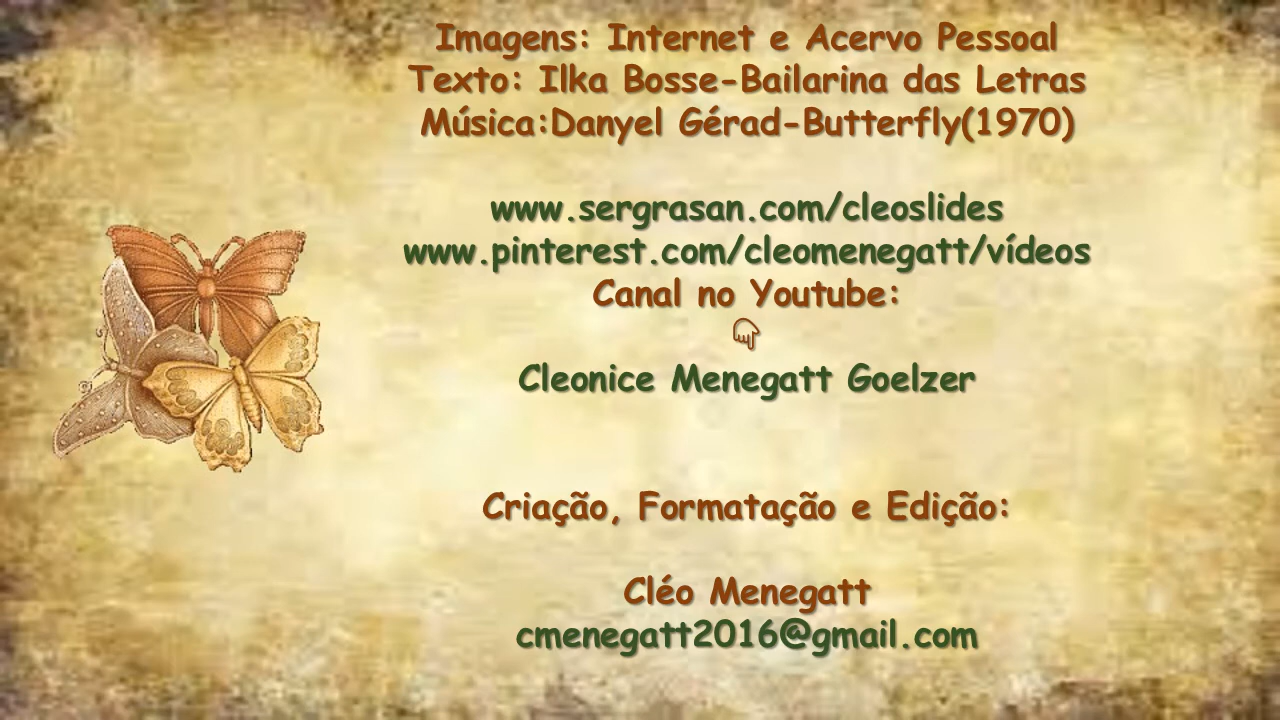 Imagens: Internet e Acervo Pessoal
Texto: Ilka Bosse-Bailarina das Letras
Música:Danyel Gérad-Butterfly(1970)
www.sergrasan.com/cleoslides
www.pinterest.com/cleomenegatt/vídeos
Canal no Youtube:
Cleonice Menegatt Goelzer
Criação, Formatação e Edição:
Cléo Menegatt
cmenegatt2016@gmail.com